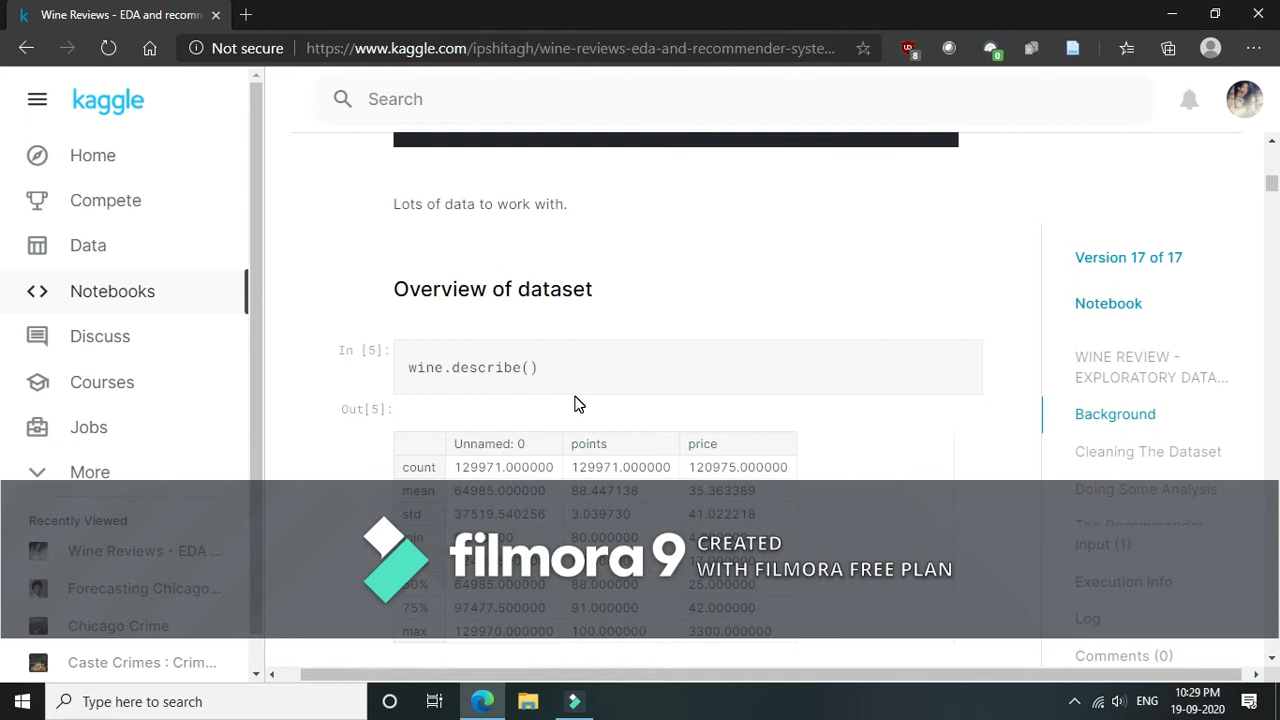 Wine Reviews - EDA and recomm
Not secure
https://www.kaggle.com/ipshitagh/wine-reviews-eda-and-recommender-syste...
8
0
kaggle
Search
Home
Compete
Data
Notebooks
Discuss
Courses
Jobs
More
Recently Viewed
Wine Reviews - EDA ...
Forecasting Chicago...
Chicago Crime
Caste Crimes : Crim...
Lots of data to work with.
Overview of dataset
In [5]:
wine.describe()
Out[5]:
Unnamed: 0 points price
count 129971.000000 129971.000000 120975.000000
mean 64985.000000 88.447138 35.363389
std 37519.540256 3.039730 41.022218
80.000000
64985.000000 88.000000 25.000000
75% 97477.500000 91.000000 42.000000
max 129970.000000 100.000000 3300.000000
Version 17 of 17
Notebook
WINE REVIEW -
EXPLORATORY DATA...
Background
Cleaning The Dataset
Doing Some Analysis
The Recommender
Input (1)
Execution Info
Log
Comments (0)
filmora 9
CREATED
WITH FILMORA FREE PLAN
Type here to search
ENG
10:29 PM
19-09-2020